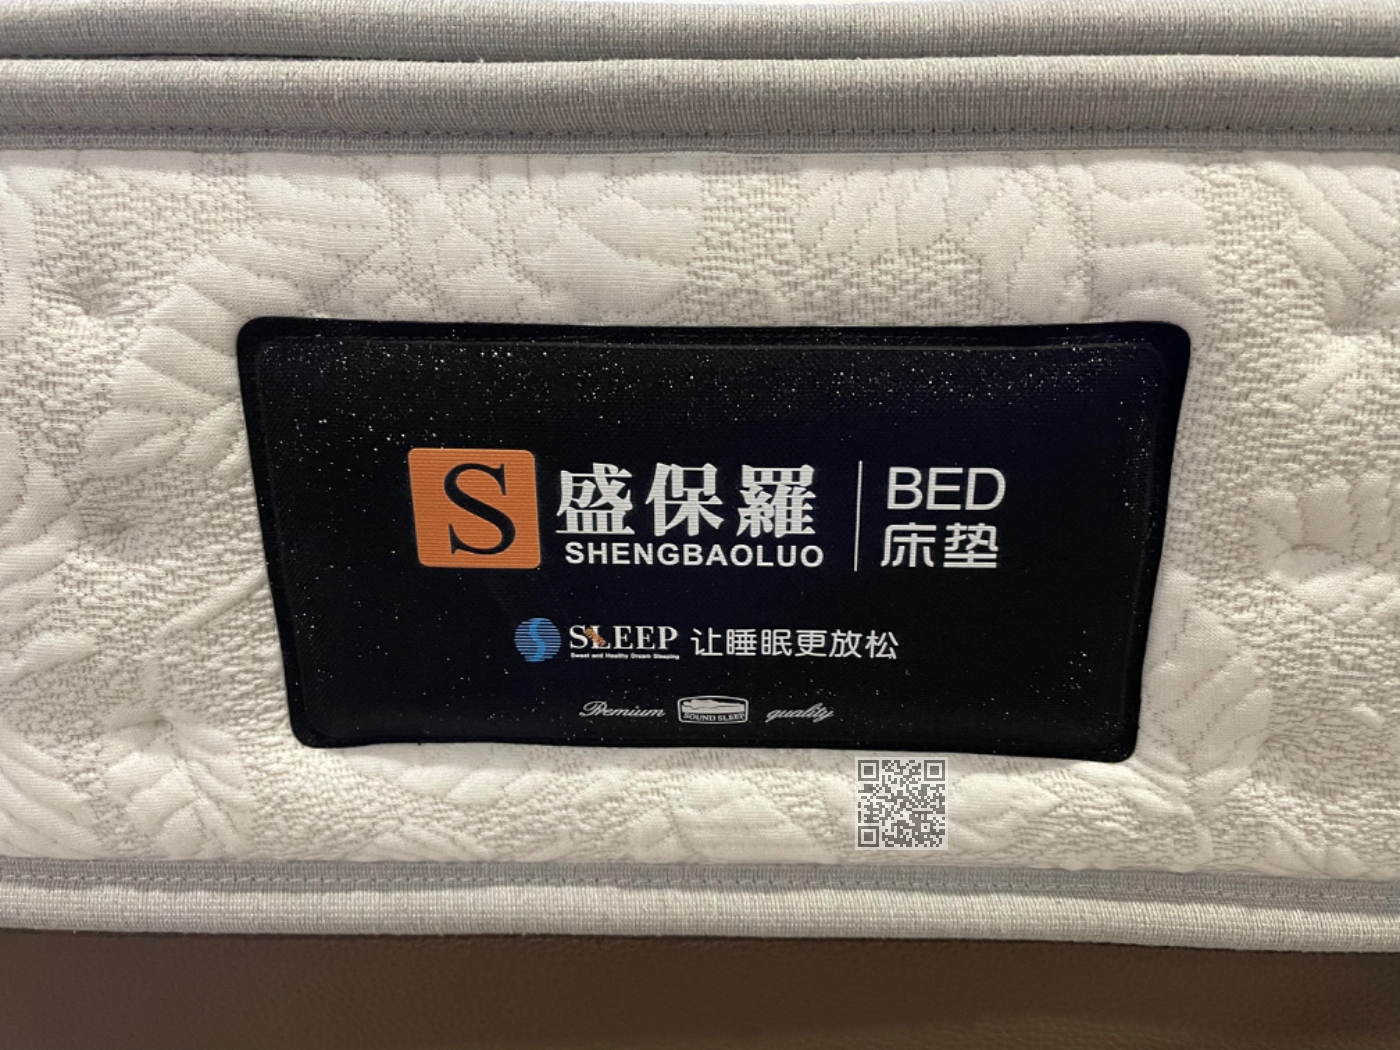 S 盛保羅 BED
SHENGBAOLUO 床垫
SLEEP 让睡眠更放松
Sweet and Healthy Dream Sleeping
Premium SOUND SLEEP quality